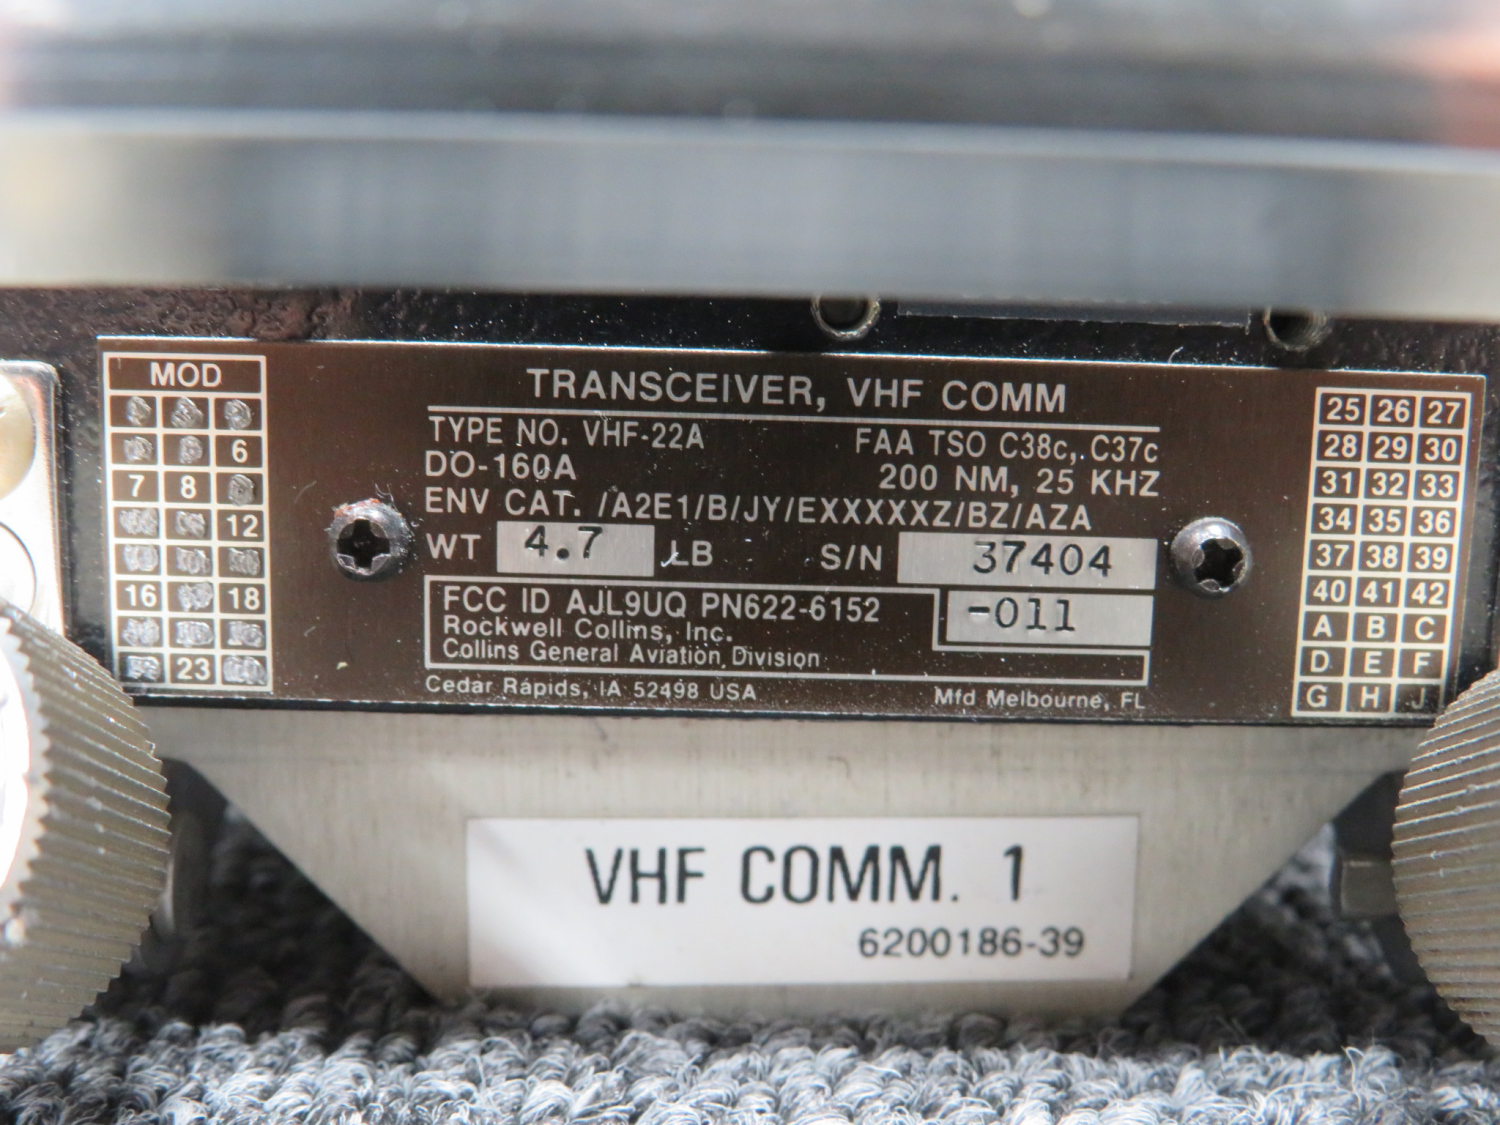 MOD
6
7 8
12
16 18
23
TRANSCEIVER, VHF COMM
TYPE NO. VHF-22A FAA TSO C38c, C37c
DO-160A 200 NM, 25 KHZ
ENV CAT. /A2E1/B/JY/EXXXXXZ/BZ/AZA
WT 4.7 LB S/N 37404
FCC ID AJL9UQ PN622-6152 -011
Rockwell Collins, Inc.
Collins General Aviation Division
Cedar Rapids, IA 52498 USA Mfd Melbourne, FL
25 26 27
28 29 30
31 32 33
34 35 36
37 38 39
40 41 42
A B C
D E F
G H J
VHF COMM. 1
6200186-39